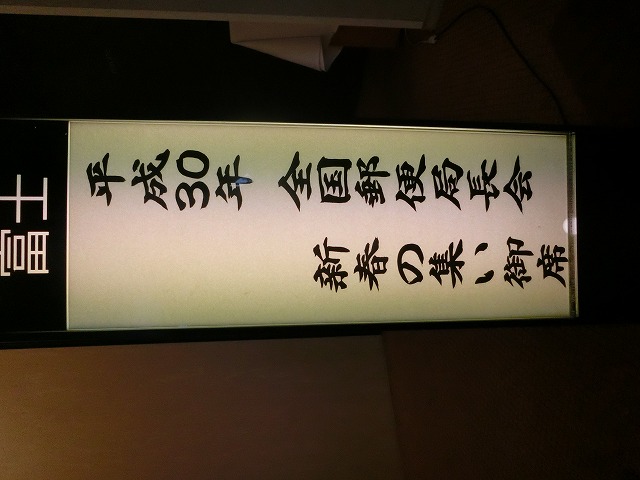 富士
平成30年 全国郵便局長会
新春の集い御席